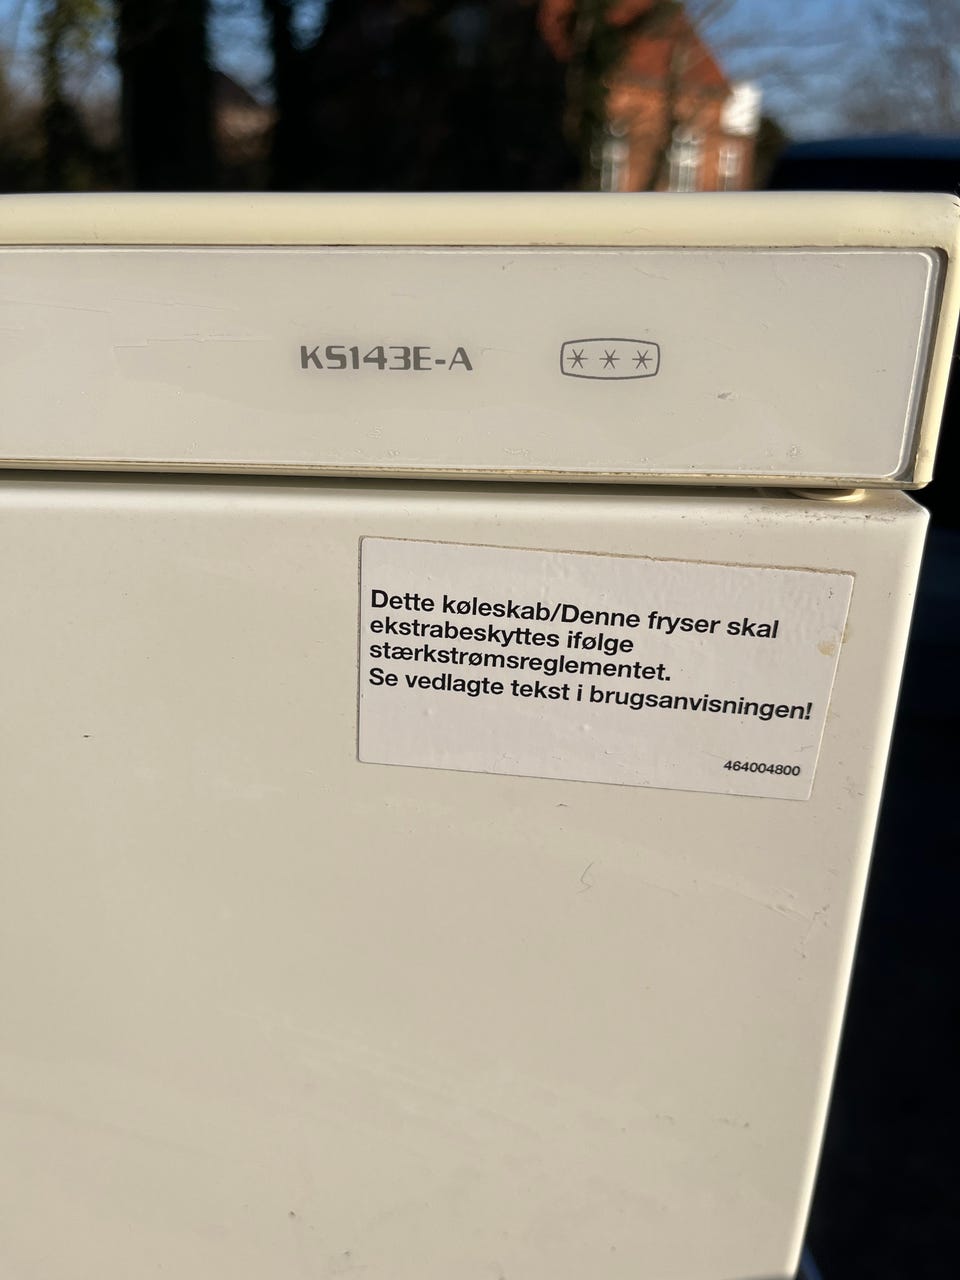 KS143E-A
Dette køleskab/Denne fryser skal
ekstrabeskyttes ifølge
stærkstrømsreglementet.
Se vedlagte tekst i brugsanvisningen!
464004800